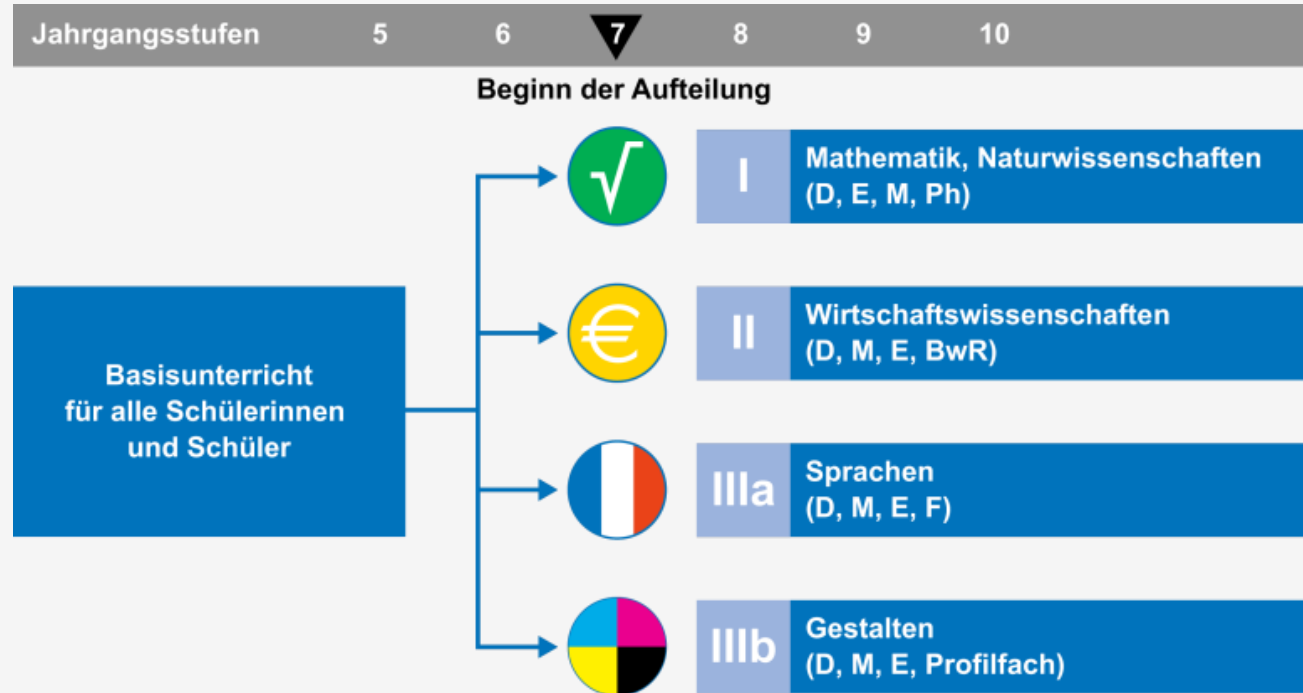 Jahrgangsstufen 5 6 7 8 9 10
Beginn der Aufteilung
√
I
Mathematik, Naturwissenschaften
(D, E, M, Ph)
€
II
Wirtschaftswissenschaften
(D, M, E, BwR)
Basisunterricht
für alle Schülerinnen
und Schüler
IIIa
Sprachen
(D, M, E, F)
IIIb
Gestalten
(D, M, E, Profilfach)